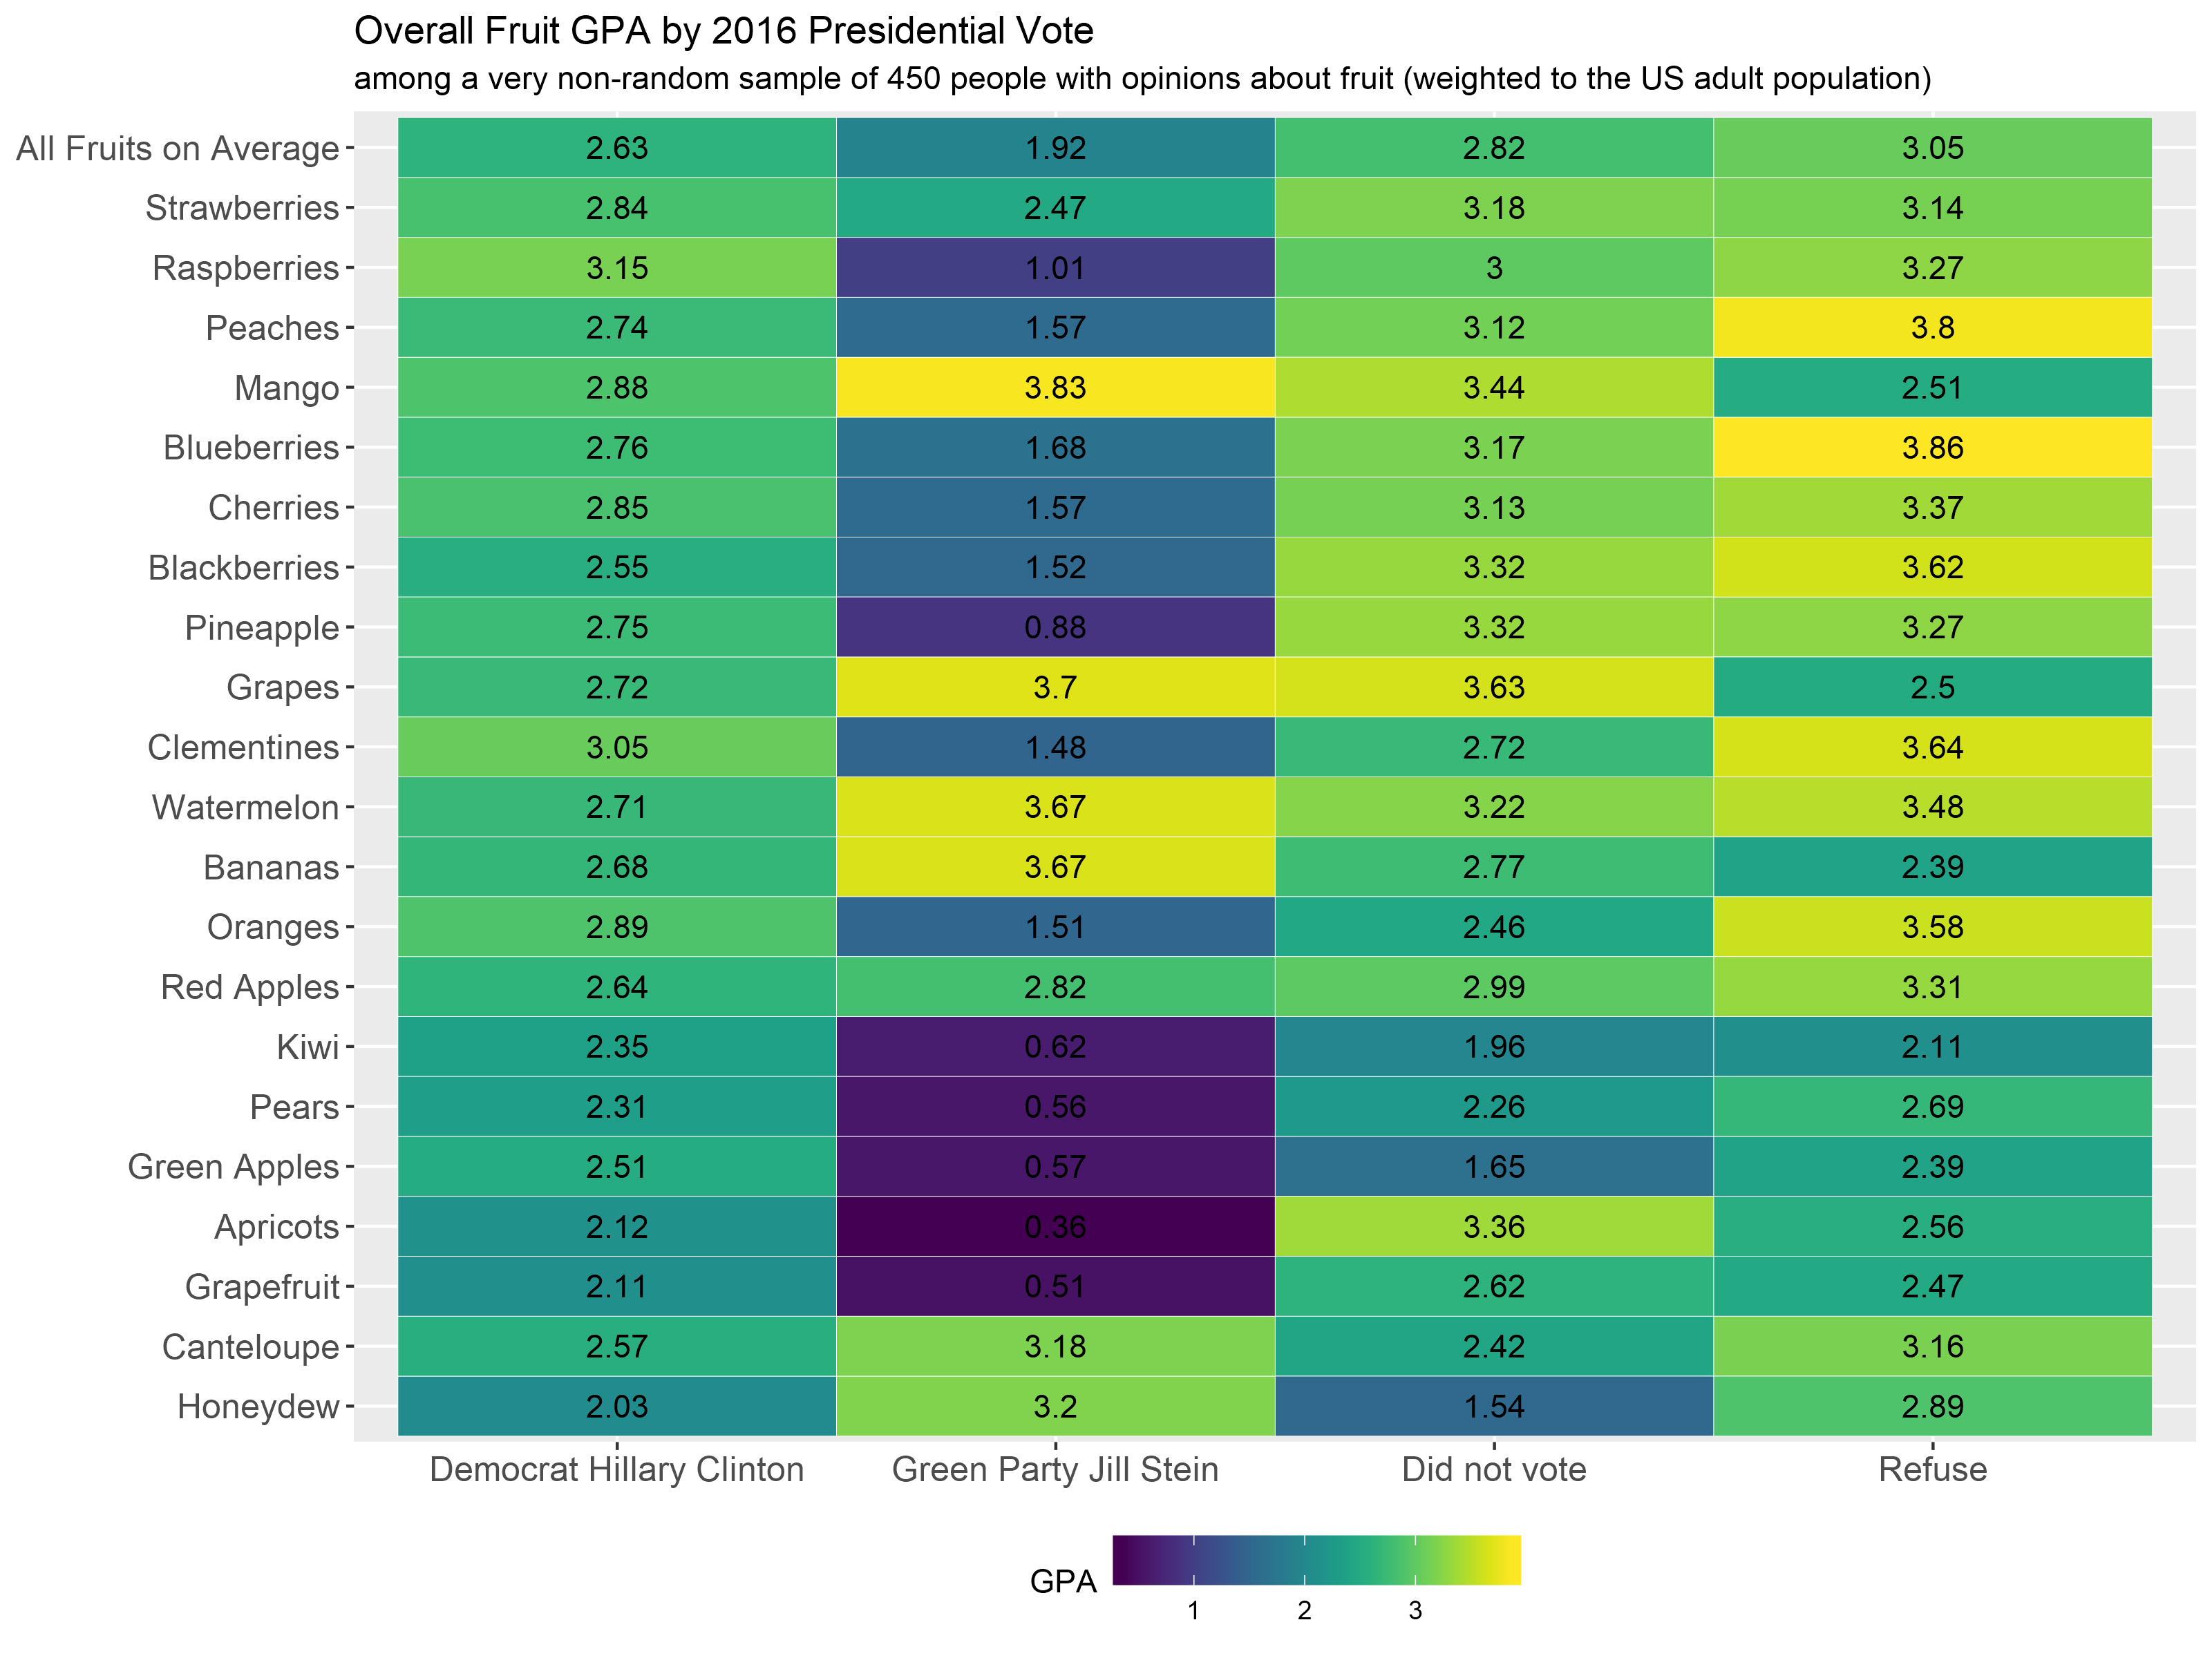 Overall Fruit GPA by 2016 Presidential Vote
among a very non-random sample of 450 people with opinions about fruit (weighted to the US adult population)
All Fruits on Average 2.63 1.92 2.82 3.05
Strawberries 2.84 2.47 3.18 3.14
Raspberries 3.15 1.01 3 3.27
Peaches 2.74 1.57 3.12 3.8
Mango 2.88 3.83 3.44 2.51
Blueberries 2.76 1.68 3.17 3.86
Cherries 2.85 1.57 3.13 3.37
Blackberries 2.55 1.52 3.32 3.62
Pineapple 2.75 0.88 3.32 3.27
Grapes 2.72 3.7 3.63 2.5
Clementines 3.05 1.48 2.72 3.64
Watermelon 2.71 3.67 3.22 3.48
Bananas 2.68 3.67 2.77 2.39
Oranges 2.89 1.51 2.46 3.58
Red Apples 2.64 2.82 2.99 3.31
Kiwi 2.35 0.62 1.96 2.11
Pears 2.31 0.56 2.26 2.69
Green Apples 2.51 0.57 1.65 2.39
Apricots 2.12 0.36 3.36 2.56
Grapefruit 2.11 0.51 2.62 2.47
Canteloupe 2.57 3.18 2.42 3.16
Honeydew 2.03 3.2 1.54 2.89
Democrat Hillary Clinton Green Party Jill Stein Did not vote Refuse
GPA
1 2 3